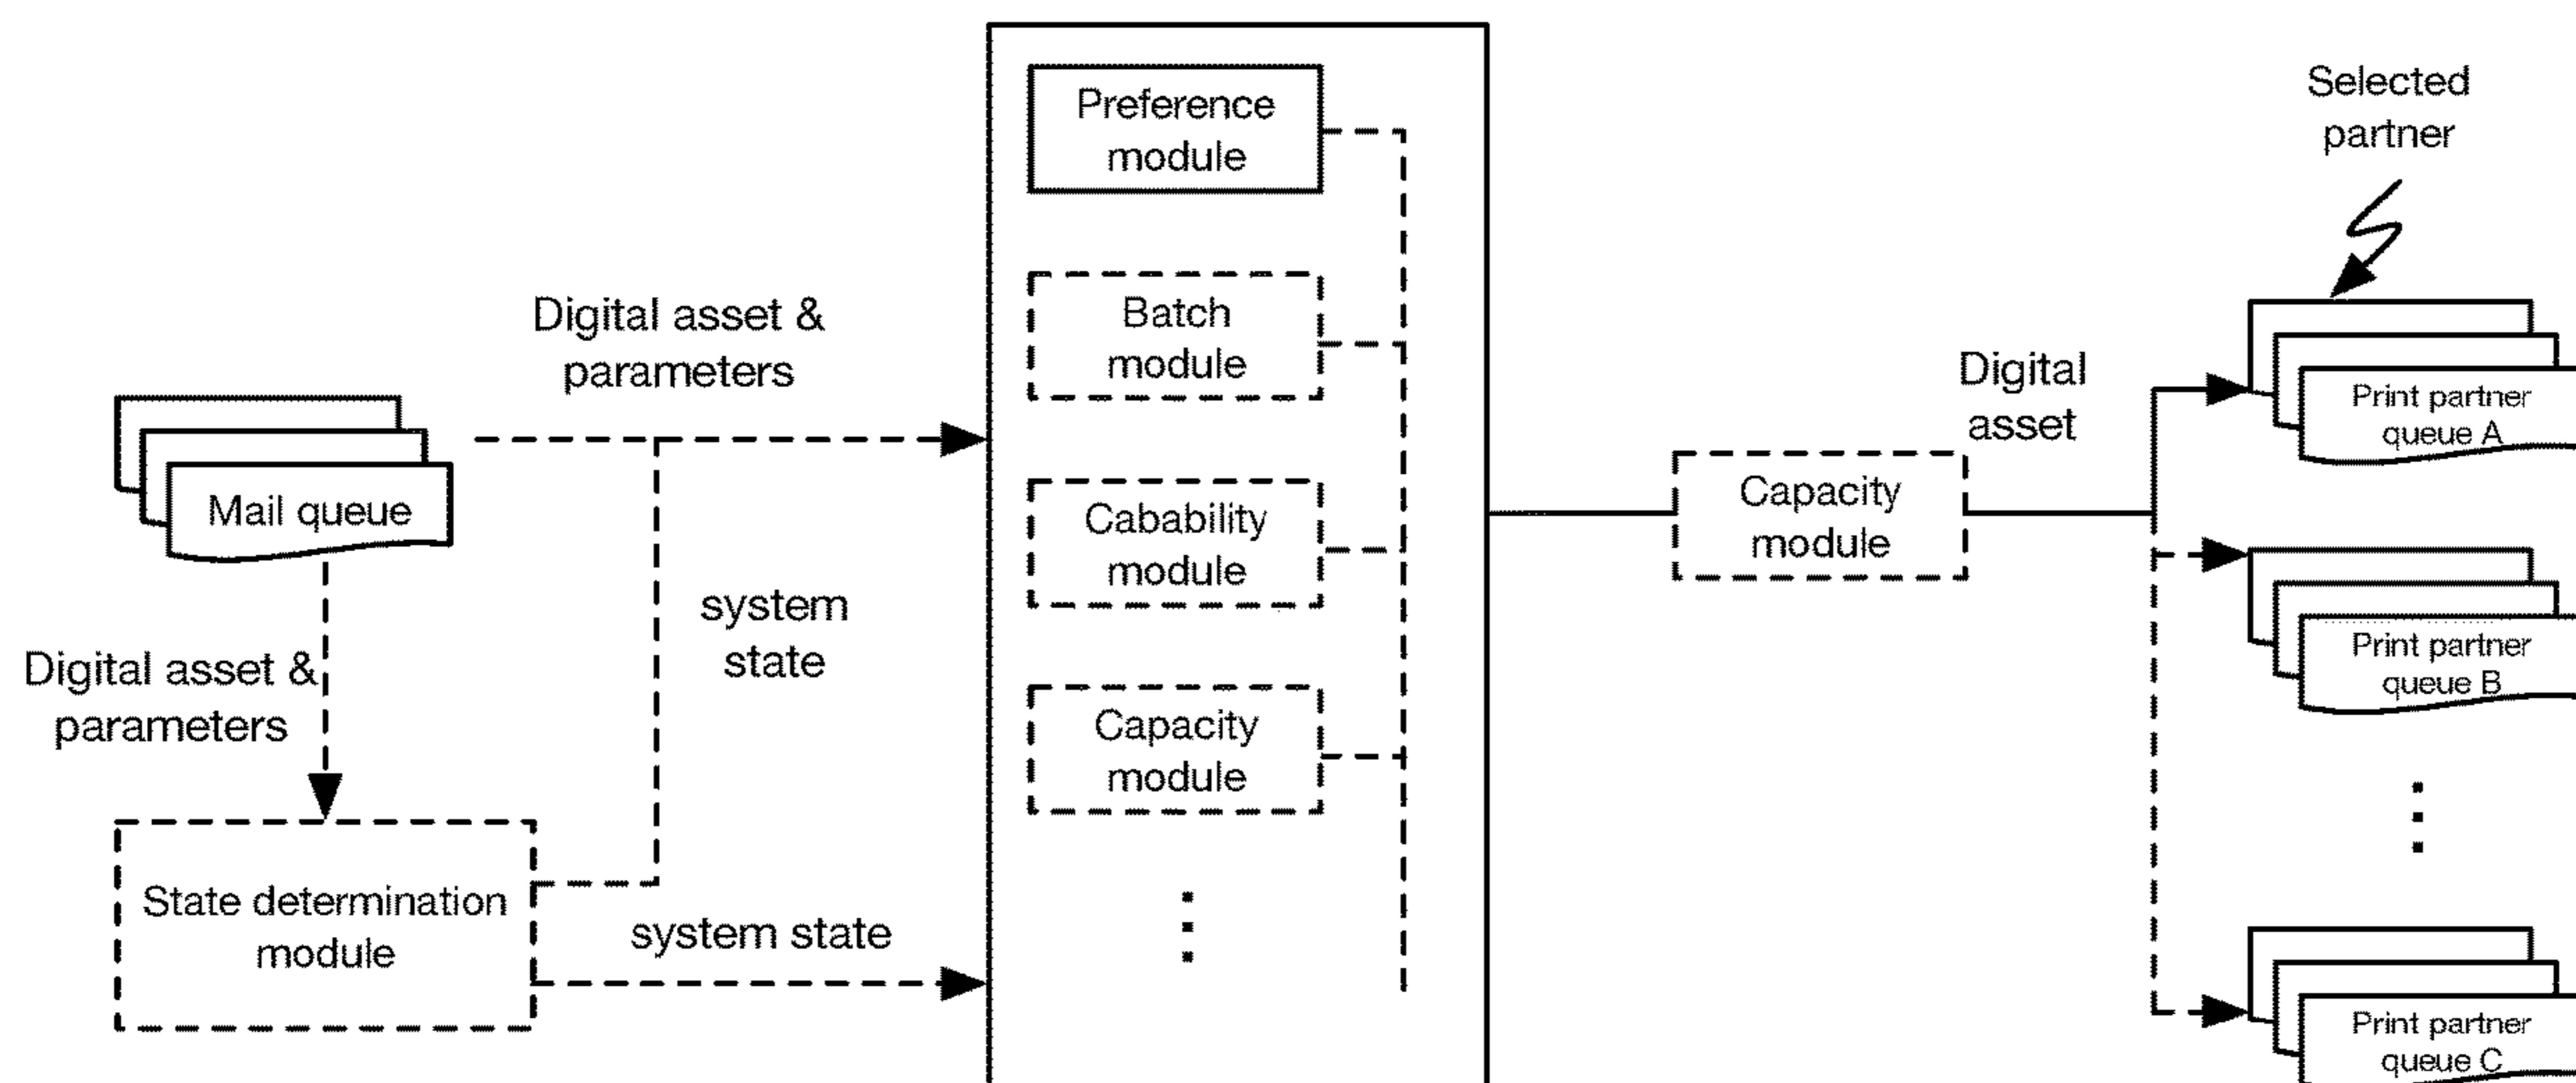 Digital asset &
parameters
Mail queue
Digital asset &
parameters
State determination
module
system
state
system state
Preference
module
Batch
module
Cabability
module
Capacity
module
Capacity
module
Digital
asset
Selected
partner
Print partner
queue A
Print partner
queue B
Print partner
queue C